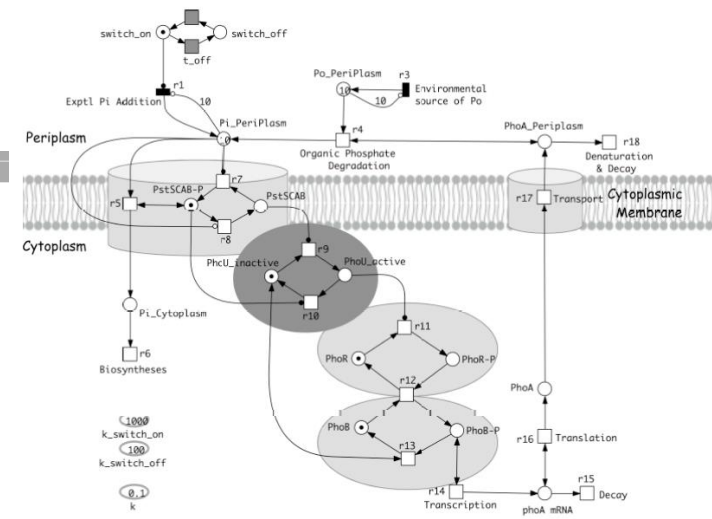 switch_on
switch_off
t_off
r1
Exptl Pi Addition
10
Po_PeriPlasm
10
10
r3
Environmental
source of Po
Pi_PeriPlasm
Periplasm
r4
Organic Phosphate
Degradation
PhoA_Periplasm
r18
Denaturation
& Decay
r7
PstSCAB-P
PstSCAB
r5
r8
r17
Transport
Cytoplasmic
Membrane
Cytoplasm
r9
PhcU_inactive
PhoU_active
r10
Pi_Cytoplasm
r11
r6
Biosyntheses
PhoR
PhoR-P
r12
PhoA
1000
k_switch_on
100
k_switch_off
0.1
k
PhoB
PhoB-P
r13
r16
Translation
r14
Transcription
r15
Decay
phoA mRNA